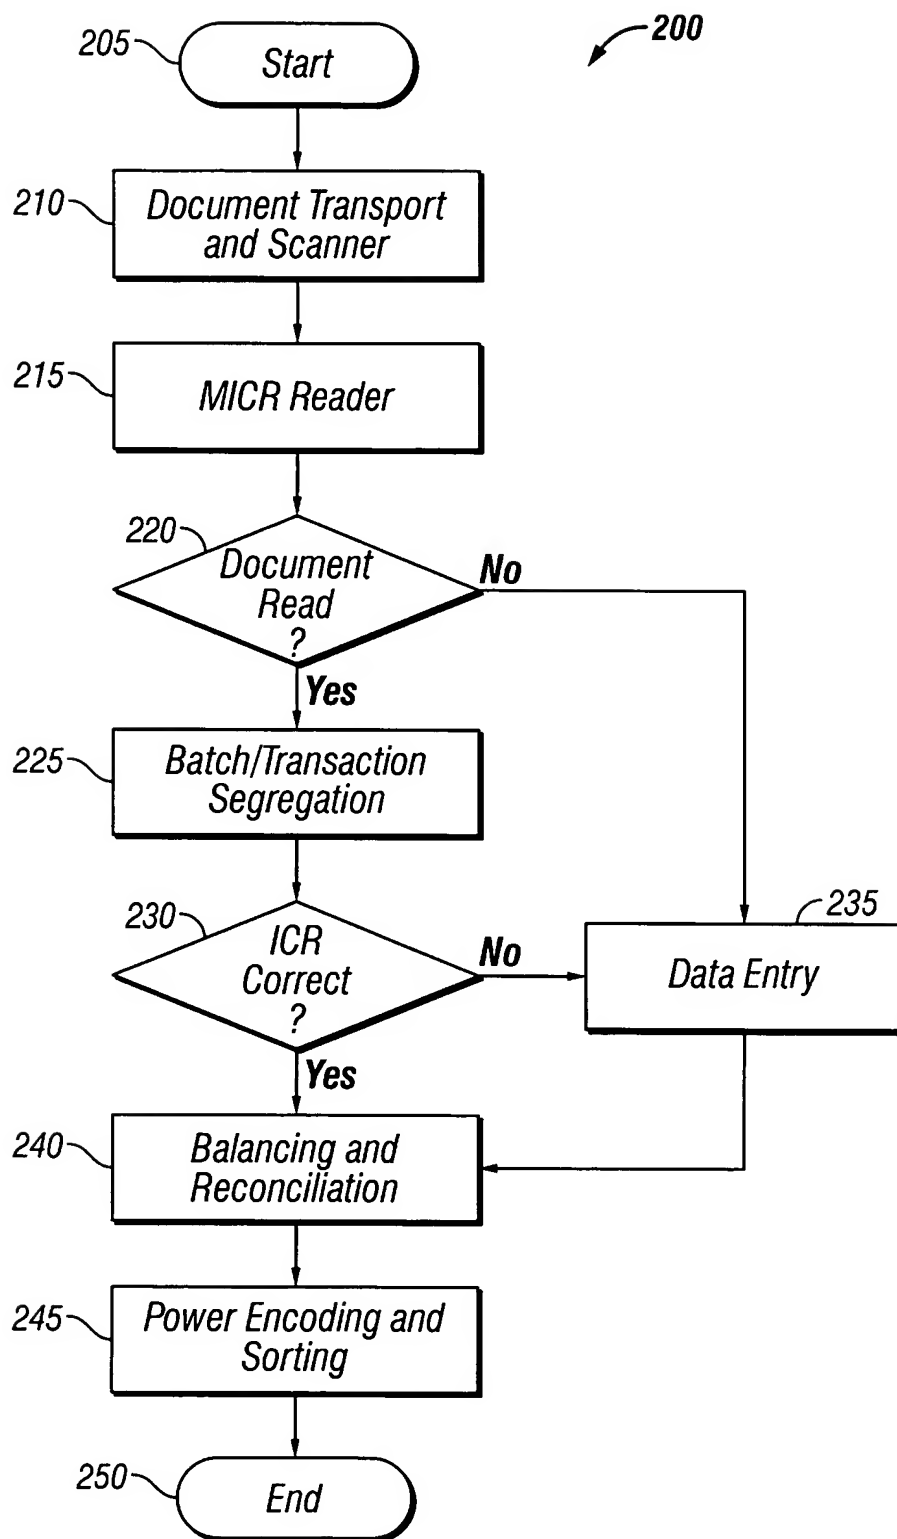 200
205
Start
210
Document Transport
and Scanner
215
MICR Reader
220
Document
Read
?
No
Yes
225
Batch/Transaction
Segregation
230
ICR
Correct
?
No
235
Data Entry
Yes
240
Balancing and
Reconciliation
245
Power Encoding and
Sorting
250
End